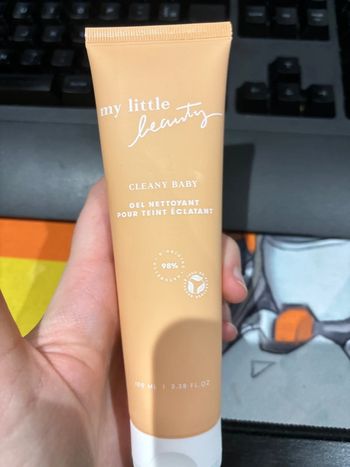 my little
beauty
CLEANY BABY
GEL NETTOYANT
POUR TEINT ÉCLATANT
98%
100 ML | 3.38 FL.OZ